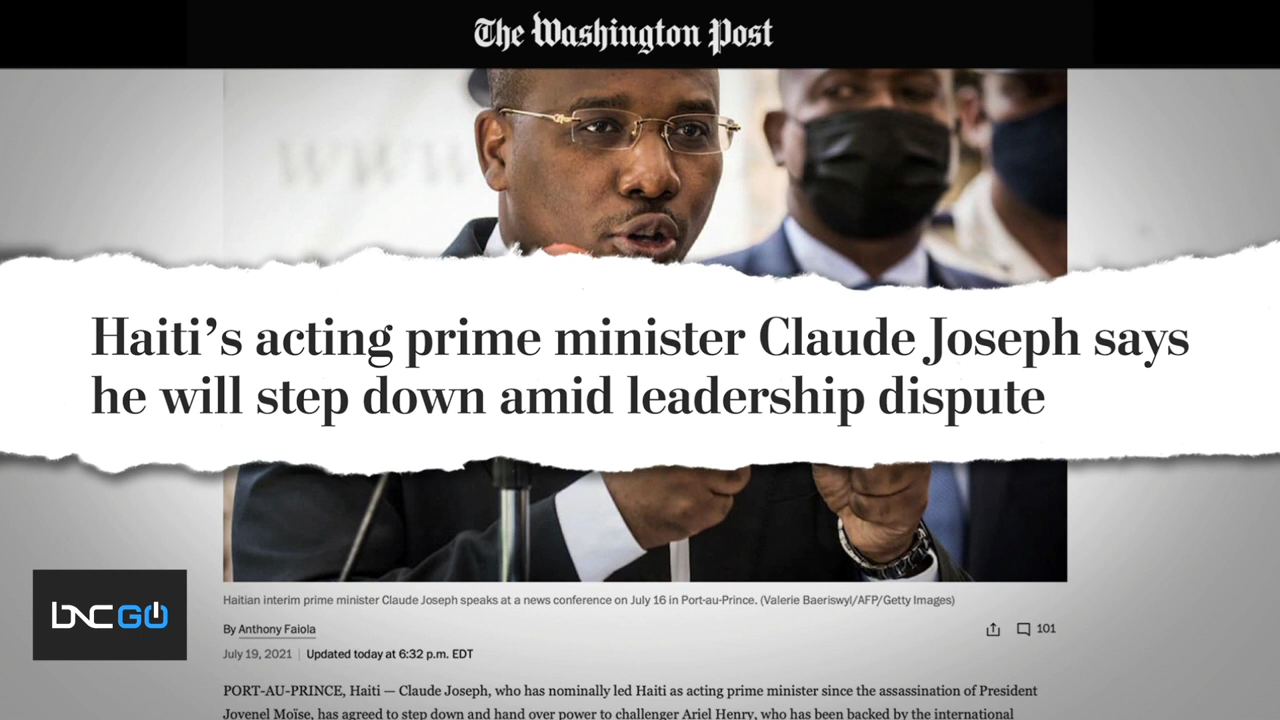 The Washington Post
WWW
Haiti's acting prime minister Claude Joseph says
he will step down amid leadership dispute
BNC GO
Haitian interim prime minister Claude Joseph speaks at a news conference on July 16 in Port-au-Prince. (Valerie Baeriswyl/AFP/Getty Images)
By Anthony Faiola
101
July 19, 2021 | Updated today at 6:32 p.m. EDT
PORT-AU-PRINCE, Haiti — Claude Joseph, who has nominally led Haiti as acting prime minister since the assassination of President
Jovenel Moïse, has agreed to step down and hand over power to challenger Ariel Henry, who has been backed by the international